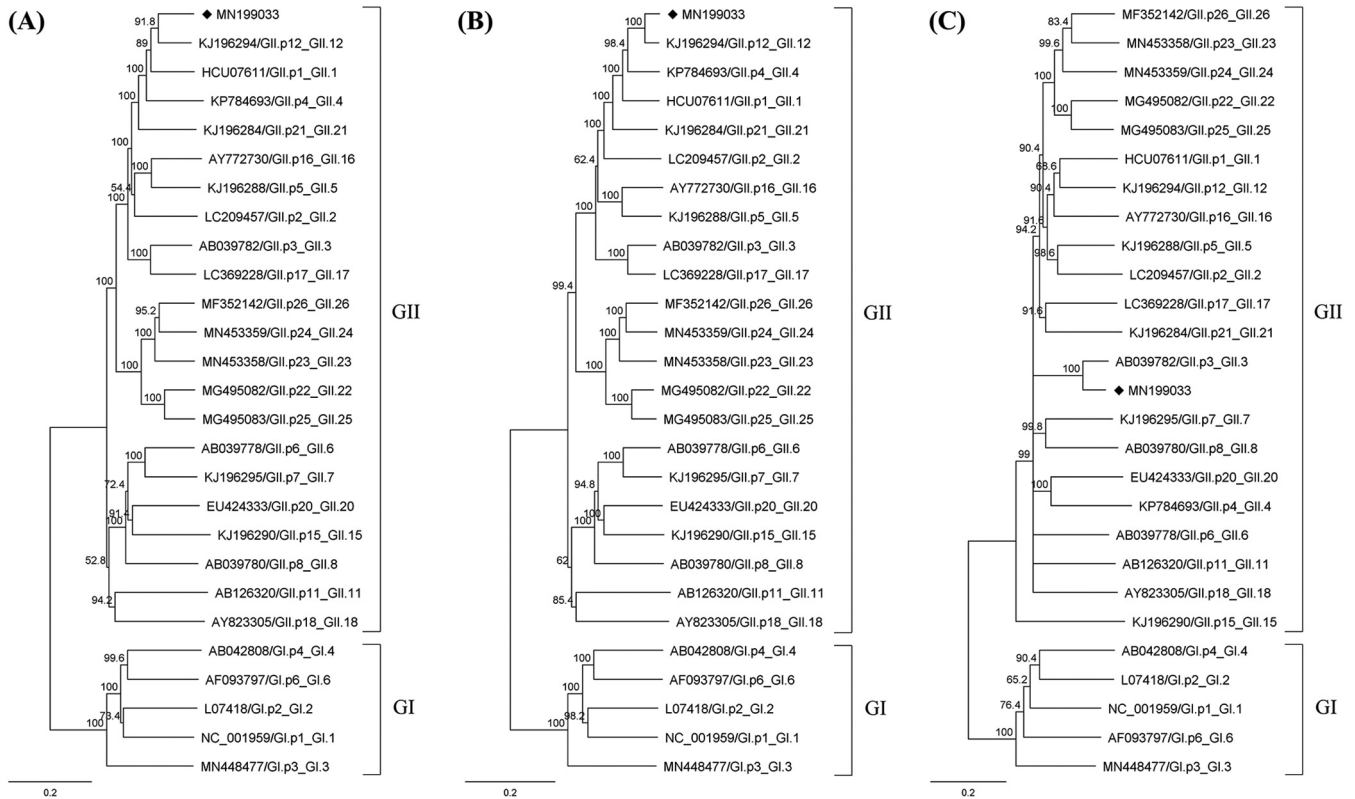 (A)
◆ MN199033
91.8
KJ196294/GII.p12_GII.12
89
HCU07611/GII.p1_GII.1
100
KP784693/GII.p4_GII.4
100
KJ196284/GII.p21_GII.21
100
AY772730/GII.p16_GII.16
100
KJ196288/GII.p5_GII.5
54.4
LC209457/GII.p2_GII.2
100
AB039782/GII.p3_GII.3
100
LC369228/GII.p17_GII.17
MF352142/GII.p26_GII.26
95.2
MN453359/GII.p24_GII.24
100
MN453358/GII.p23_GII.23
100
MG495082/GII.p22_GII.22
100
MG495083/GII.p25_GII.25
AB039778/GII.p6_GII.6
100
KJ196295/GII.p7_GII.7
72.4
EU424333/GII.p20_GII.20
91.4
KJ196290/GII.p15_GII.15
100
AB039780/GII.p8_GII.8
52.8
AB126320/GII.p11_GII.11
94.2
AY823305/GII.p18_GII.18
GII
AB042808/GI.p4_GI.4
99.6
AF093797/GI.p6_GI.6
100
L07418/GI.p2_GI.2
73.4
NC_001959/GI.p1_GI.1
100
MN448477/GI.p3_GI.3
GI
0.2
(B)
◆ MN199033
100
KJ196294/GII.p12_GII.12
98.4
KP784693/GII.p4_GII.4
100
HCU07611/GII.p1_GII.1
100
KJ196284/GII.p21_GII.21
100
LC209457/GII.p2_GII.2
62.4
AY772730/GII.p16_GII.16
100
KJ196288/GII.p5_GII.5
100
AB039782/GII.p3_GII.3
100
LC369228/GII.p17_GII.17
99.4
MF352142/GII.p26_GII.26
100
MN453359/GII.p24_GII.24
100
MN453358/GII.p23_GII.23
100
MG495082/GII.p22_GII.22
100
MG495083/GII.p25_GII.25
AB039778/GII.p6_GII.6
100
KJ196295/GII.p7_GII.7
94.8
EU424333/GII.p20_GII.20
100
KJ196290/GII.p15_GII.15
100
AB039780/GII.p8_GII.8
62
AB126320/GII.p11_GII.11
85.4
AY823305/GII.p18_GII.18
GII
AB042808/GI.p4_GI.4
100
AF093797/GI.p6_GI.6
100
L07418/GI.p2_GI.2
98.2
NC_001959/GI.p1_GI.1
100
MN448477/GI.p3_GI.3
GI
0.2
(C)
MF352142/GII.p26_GII.26
83.4
MN453358/GII.p23_GII.23
99.6
MN453359/GII.p24_GII.24
100
MG495082/GII.p22_GII.22
100
MG495083/GII.p25_GII.25
90.4
HCU07611/GII.p1_GII.1
68.6
KJ196294/GII.p12_GII.12
90.4
AY772730/GII.p16_GII.16
91.6
94.2
KJ196288/GII.p5_GII.5
98.6
LC209457/GII.p2_GII.2
LC369228/GII.p17_GII.17
91.6
KJ196284/GII.p21_GII.21
AB039782/GII.p3_GII.3
100
◆ MN199033
KJ196295/GII.p7_GII.7
99.8
AB039780/GII.p8_GII.8
99
EU424333/GII.p20_GII.20
100
KP784693/GII.p4_GII.4
AB039778/GII.p6_GII.6
AB126320/GII.p11_GII.11
AY823305/GII.p18_GII.18
KJ196290/GII.p15_GII.15
GII
AB042808/GI.p4_GI.4
90.4
L07418/GI.p2_GI.2
65.2
NC_001959/GI.p1_GI.1
76.4
AF093797/GI.p6_GI.6
100
MN448477/GI.p3_GI.3
GI
0.2